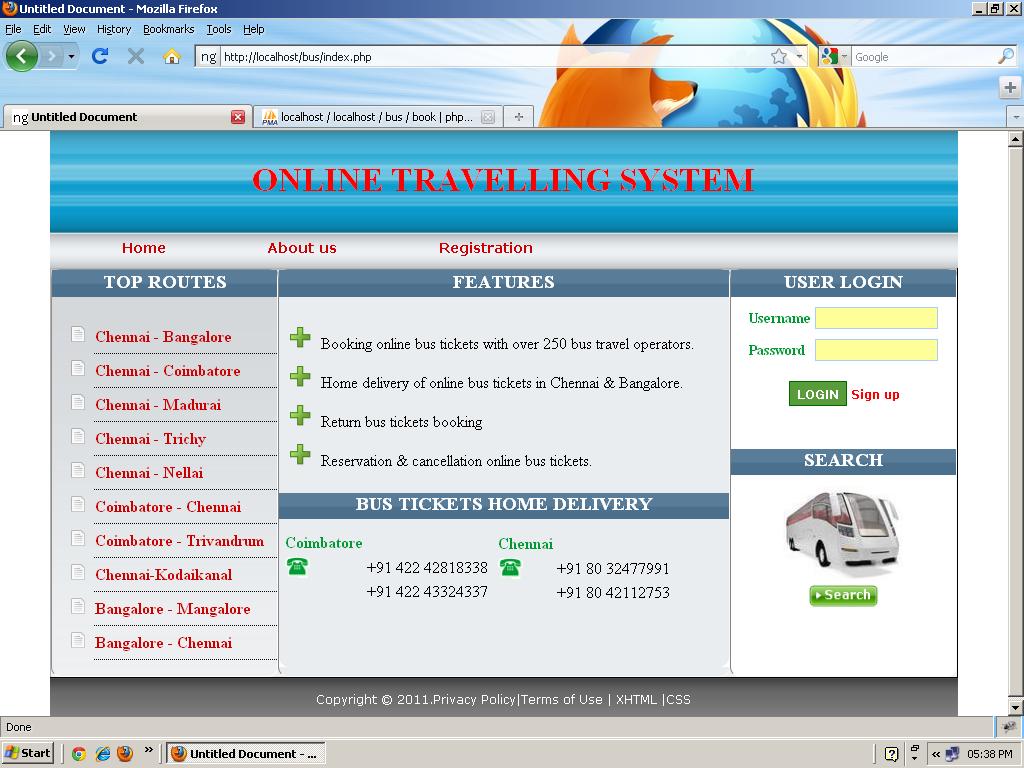 Untitled Document - Mozilla Firefox
File Edit View History Bookmarks Tools Help
ng http://localhost/bus/index.php
Google
ng Untitled Document
PMA localhost / localhost / bus / book | php...
ONLINE TRAVELLING SYSTEM
Home About us Registration
TOP ROUTES
Chennai - Bangalore
Chennai - Coimbatore
Chennai - Madurai
Chennai - Trichy
Chennai - Nellai
Coimbatore - Chennai
Coimbatore - Trivandrum
Chennai-Kodaikanal
Bangalore - Mangalore
Bangalore - Chennai
FEATURES
Booking online bus tickets with over 250 bus travel operators.
Home delivery of online bus tickets in Chennai & Bangalore.
Return bus tickets booking
Reservation & cancellation online bus tickets.
BUS TICKETS HOME DELIVERY
Coimbatore
+91 422 42818338
+91 422 43324337
Chennai
+91 80 32477991
+91 80 42112753
USER LOGIN
Username
Password
LOGIN Sign up
SEARCH
Search
Copyright © 2011.Privacy Policy|Terms of Use | XHTML |CSS
Done
Start
Untitled Document - ...
05:38 PM